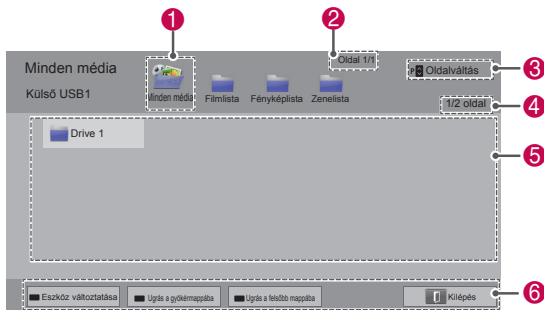 1
2
Oldal 1/1
Minden média
P Oldalváltás
3
Külső USB1
Minden média
Filmlista
Fényképlista
Zenelista
1/2 oldal
4
Drive 1
5
Eszköz változtatása
Ugrás a gyökérmappába
Ugrás a felsőbb mappába
Kilépés
6